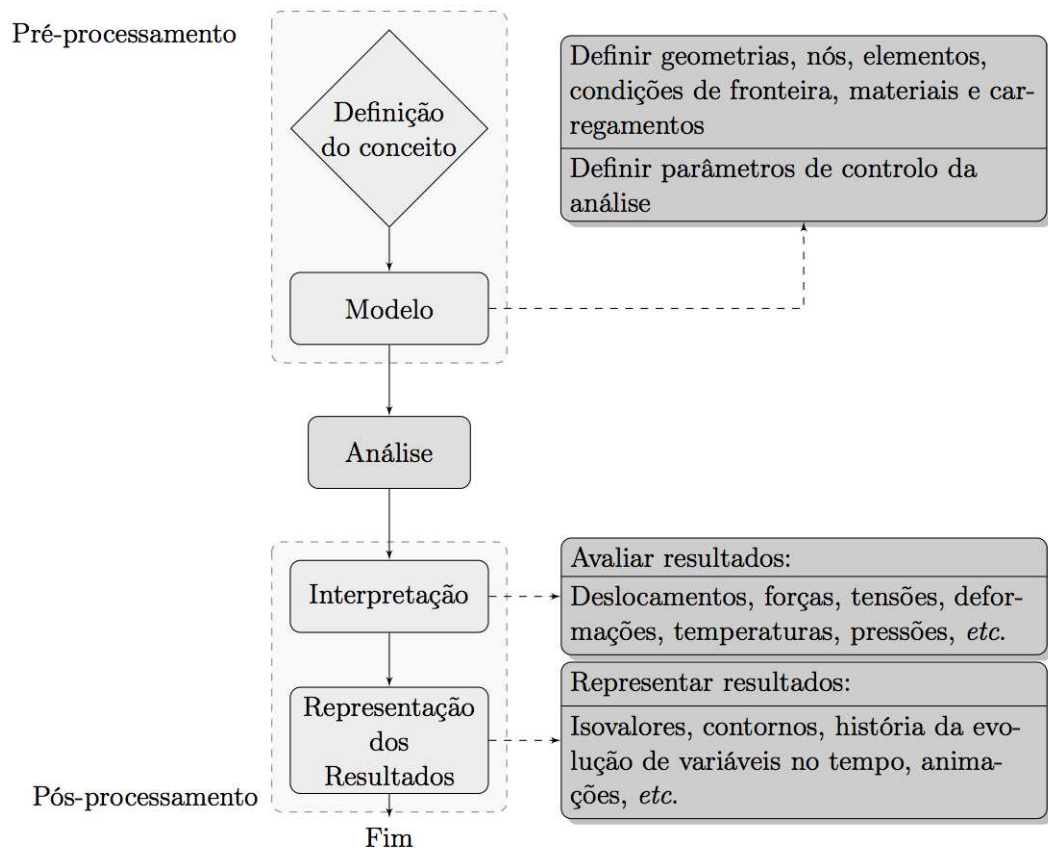 Pré-processamento
Definição
do conceito
Definir geometrias, nós, elementos,
condições de fronteira, materiais e car-
regamentos
Definir parâmetros de controlo da
análise
Modelo
Análise
Interpretação
Avaliar resultados:
Deslocamentos, forças, tensões, defor-
mações, temperaturas, pressões, etc.
Representação
dos
Resultados
Representar resultados:
Isovalores, contornos, história da evo-
lução de variáveis no tempo, anima-
ções, etc.
Pós-processamento
Fim